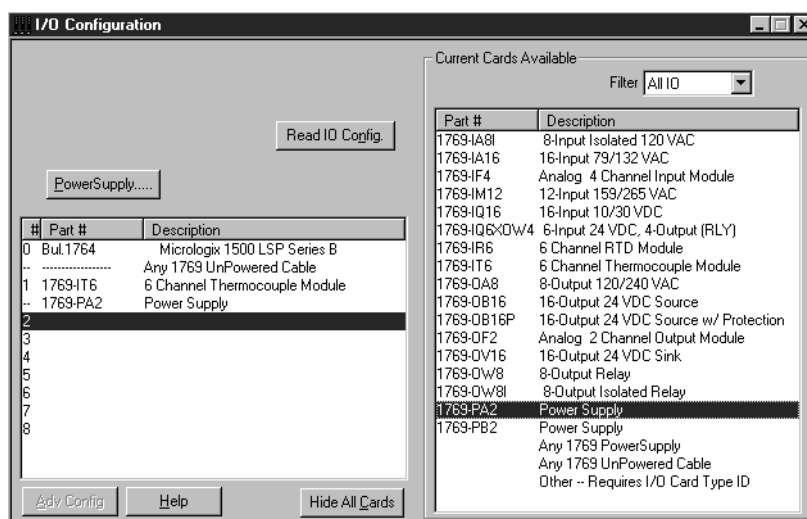 I/O Configuration
Read IO Config.
PowerSupply.....
# Part # Description
0 Bul.1764 Micrologix 1500 LSP Series B
-- ----------------- Any 1769 UnPowered Cable
1 1769-IT6 6 Channel Thermocouple Module
-- 1769-PA2 Power Supply
2
3
4
5
6
7
8
Adv Config Help Hide All Cards
Current Cards Available
Filter All IO
Part # Description
1769-IA8I 8-Input Isolated 120 VAC
1769-IA16 16-Input 79/132 VAC
1769-IF4 Analog 4 Channel Input Module
1769-IM12 12-Input 159/265 VAC
1769-IQ16 16-Input 10/30 VDC
1769-IQ6XOW4 6-Input 24 VDC, 4-Output (RLY)
1769-IR6 6 Channel RTD Module
1769-IT6 6 Channel Thermocouple Module
1769-OA8 8-Output 120/240 VAC
1769-OB16 16-Output 24 VDC Source
1769-OB16P 16-Output 24 VDC Source w/ Protection
1769-OF2 Analog 2 Channel Output Module
1769-OV16 16-Output 24 VDC Sink
1769-OW8 8-Output Relay
1769-OW8I 8-Output Isolated Relay
1769-PA2 Power Supply
1769-PB2 Power Supply
Any 1769 PowerSupply
Any 1769 UnPowered Cable
Other -- Requires I/O Card Type ID